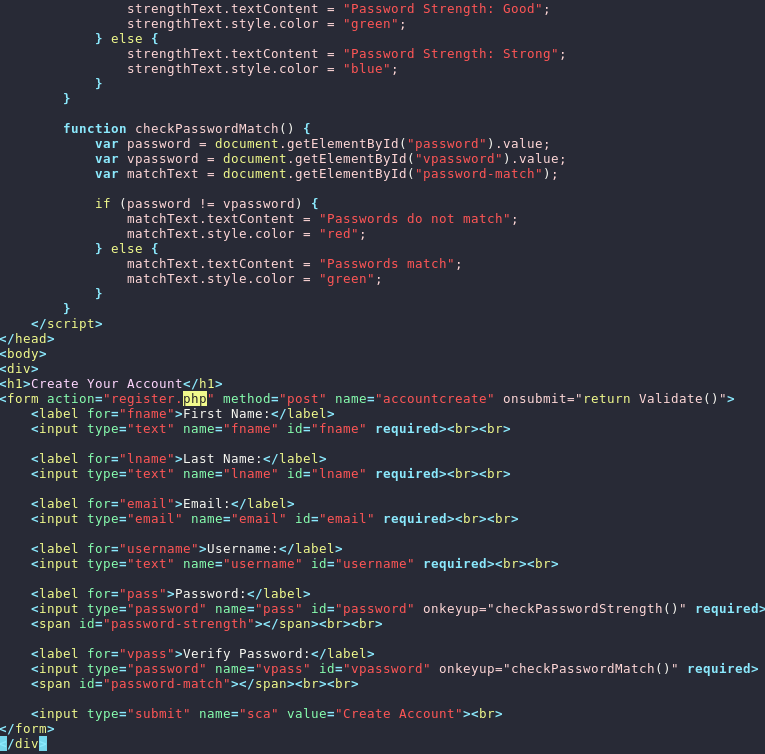 strengthText.textContent = "Password Strength: Good";
                strengthText.style.color = "green";
            } else {
                strengthText.textContent = "Password Strength: Strong";
                strengthText.style.color = "blue";
            }
        }

        function checkPasswordMatch() {
            var password = document.getElementById("password").value;
            var vpassword = document.getElementById("vpassword").value;
            var matchText = document.getElementById("password-match");

            if (password != vpassword) {
                matchText.textContent = "Passwords do not match";
                matchText.style.color = "red";
            } else {
                matchText.textContent = "Passwords match";
                matchText.style.color = "green";
            }
        }
    </script>
</head>
<body>
<div>
<h1>Create Your Account</h1>
<form action="register.php" method="post" name="accountcreate" onsubmit="return Validate()">
    <label for="fname">First Name:</label>
    <input type="text" name="fname" id="fname" required><br><br>

    <label for="lname">Last Name:</label>
    <input type="text" name="lname" id="lname" required><br><br>

    <label for="email">Email:</label>
    <input type="email" name="email" id="email" required><br><br>

    <label for="username">Username:</label>
    <input type="text" name="username" id="username" required><br><br>

    <label for="pass">Password:</label>
    <input type="password" name="pass" id="password" onkeyup="checkPasswordStrength()" required>
    <span id="password-strength"></span><br><br>

    <label for="vpass">Verify Password:</label>
    <input type="password" name="vpass" id="vpassword" onkeyup="checkPasswordMatch()" required>
    <span id="password-match"></span><br><br>

    <input type="submit" name="sca" value="Create Account"><br>
</form>
</div>